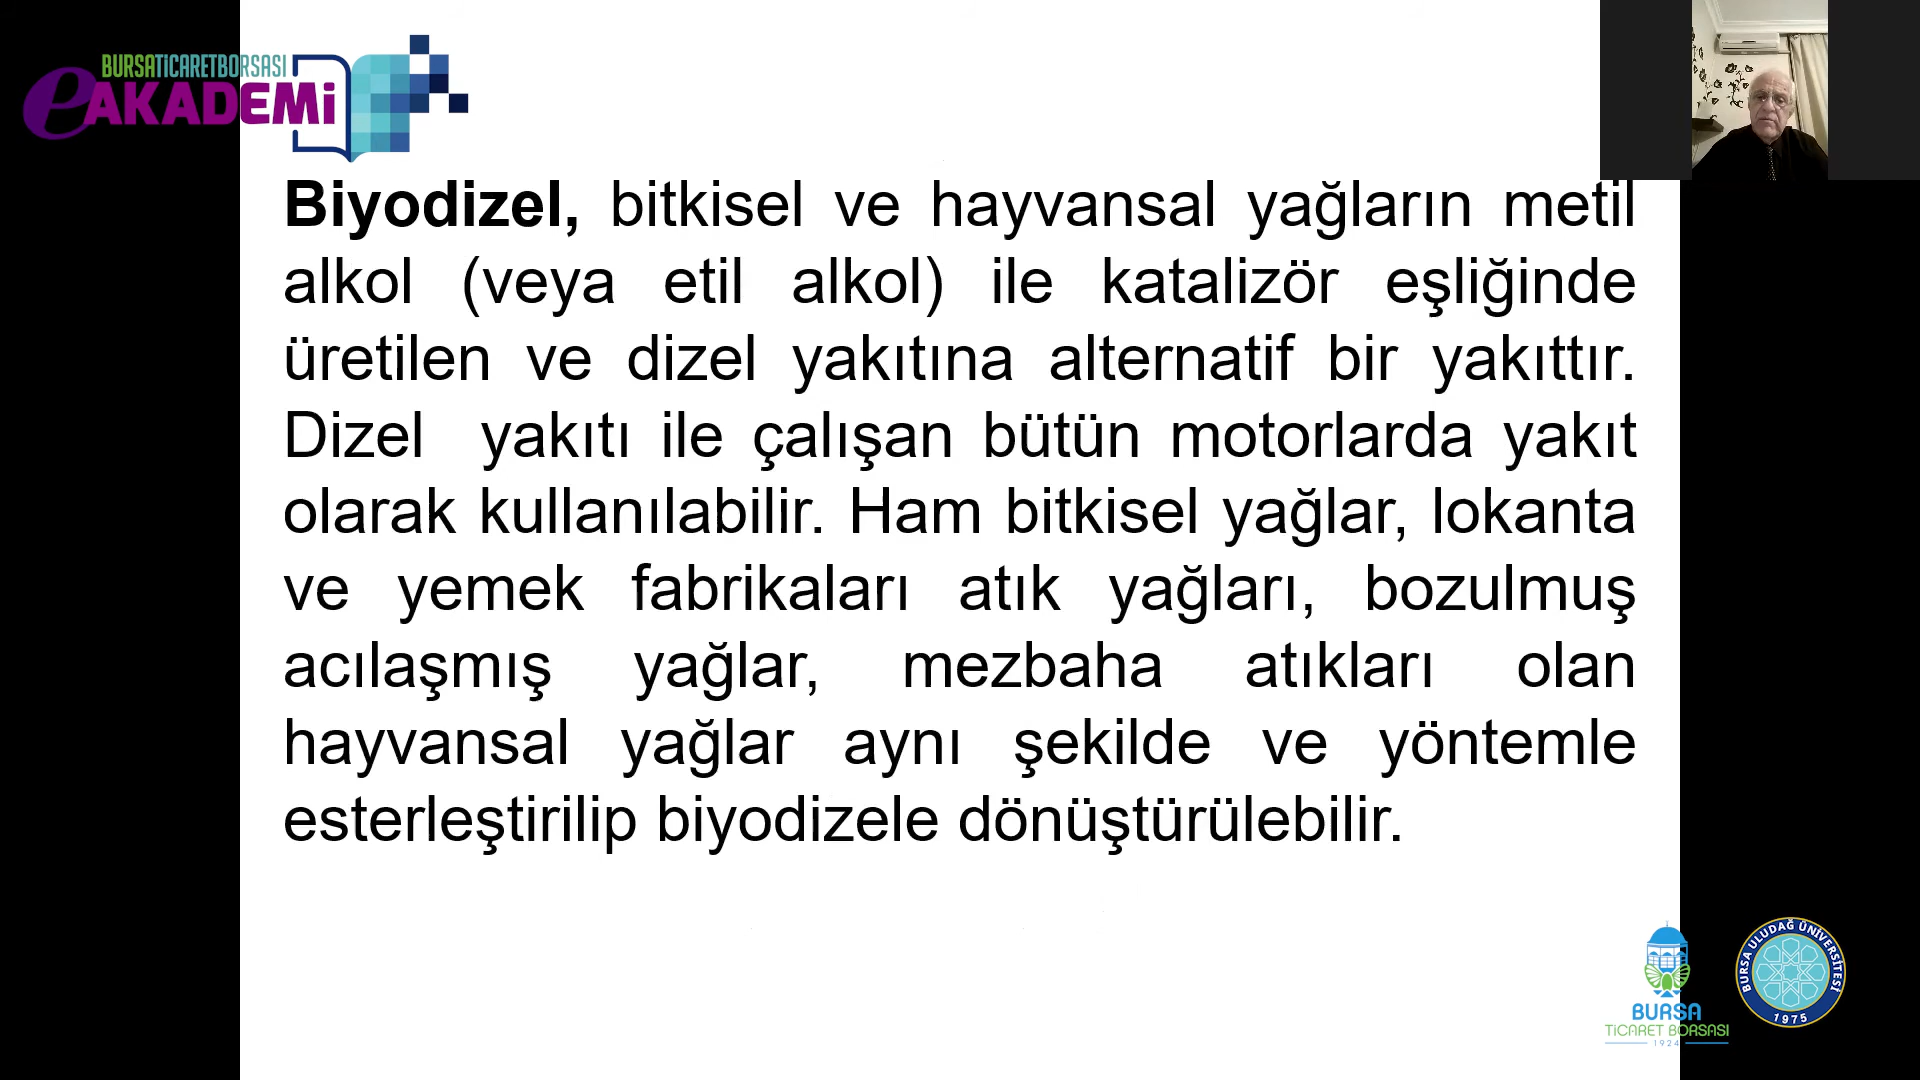 BURSATİCARETBORSASI
eAKADEMİ
Biyodizel, bitkisel ve hayvansal yağların metil
alkol (veya etil alkol) ile katalizör eşliğinde
üretilen ve dizel yakıtına alternatif bir yakıttır.
Dizel  yakıtı ile çalışan bütün motorlarda yakıt
olarak kullanılabilir. Ham bitkisel yağlar, lokanta
ve yemek fabrikaları atık yağları, bozulmuş
acılaşmış yağlar, mezbaha atıkları olan
hayvansal yağlar aynı şekilde ve yöntemle
esterleştirilip biyodizele dönüştürülebilir.
BURSA
TİCARET BORSASI
1924
BURSA ULUDAĞ ÜNİVERSİTESİ
1975